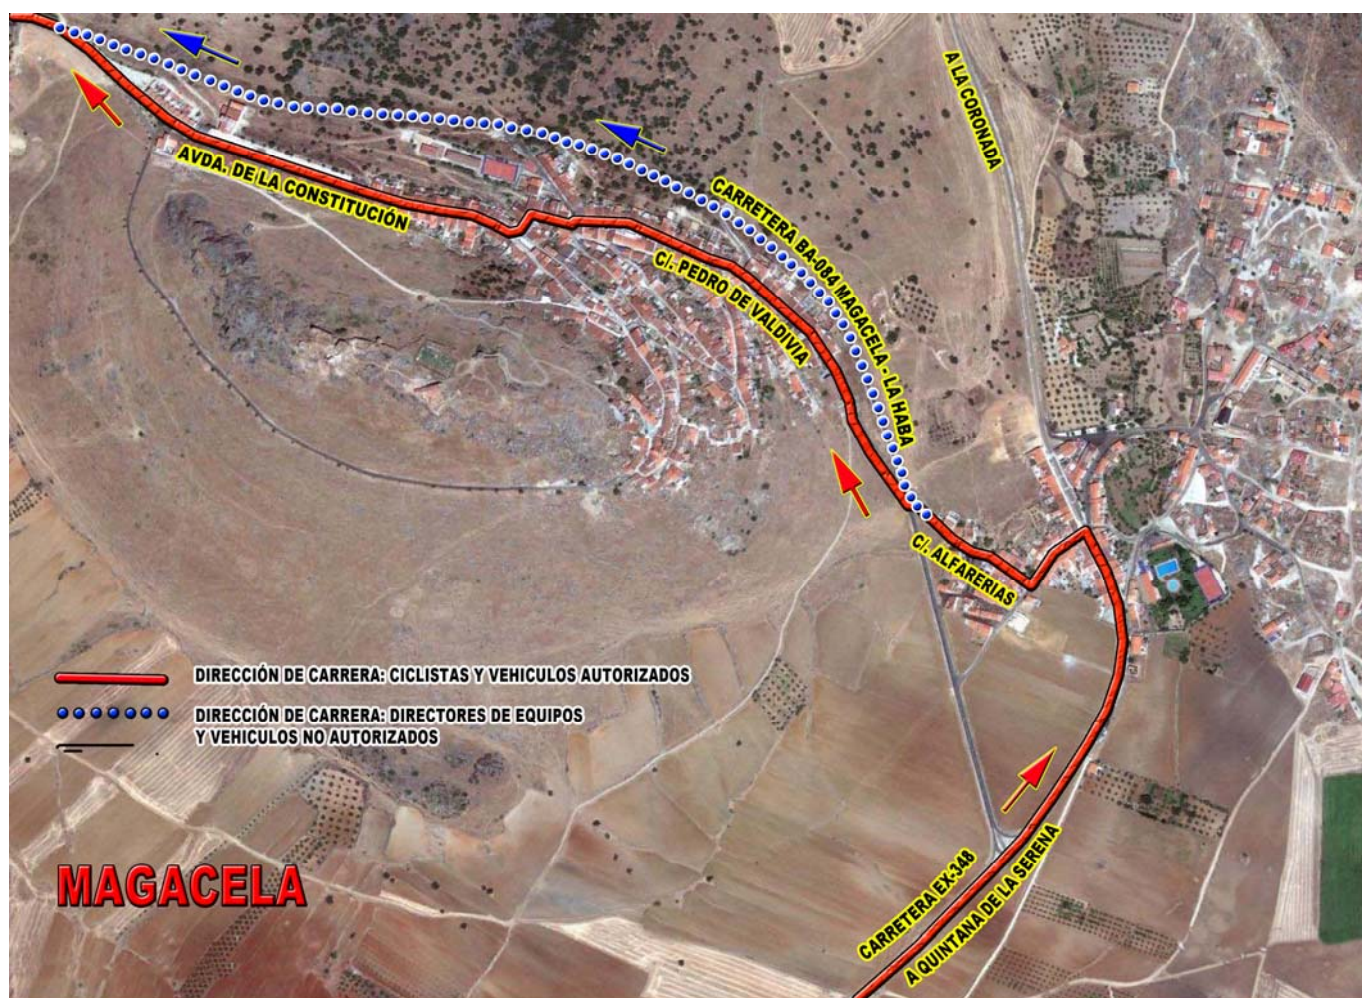 A LA CORONADA
AVDA. DE LA CONSTITUCIÓN
CARRETERA BA-084 MAGACELA - LA HABA
C/. PEDRO DE VALDIVIA
C/. ALFARERIAS
DIRECCIÓN DE CARRERA: CICLISTAS Y VEHICULOS AUTORIZADOS
DIRECCIÓN DE CARRERA: DIRECTORES DE EQUIPOS
Y VEHICULOS NO AUTORIZADOS
MAGACELA
CARRETERA EX-348
A QUINTANA DE LA SERENA